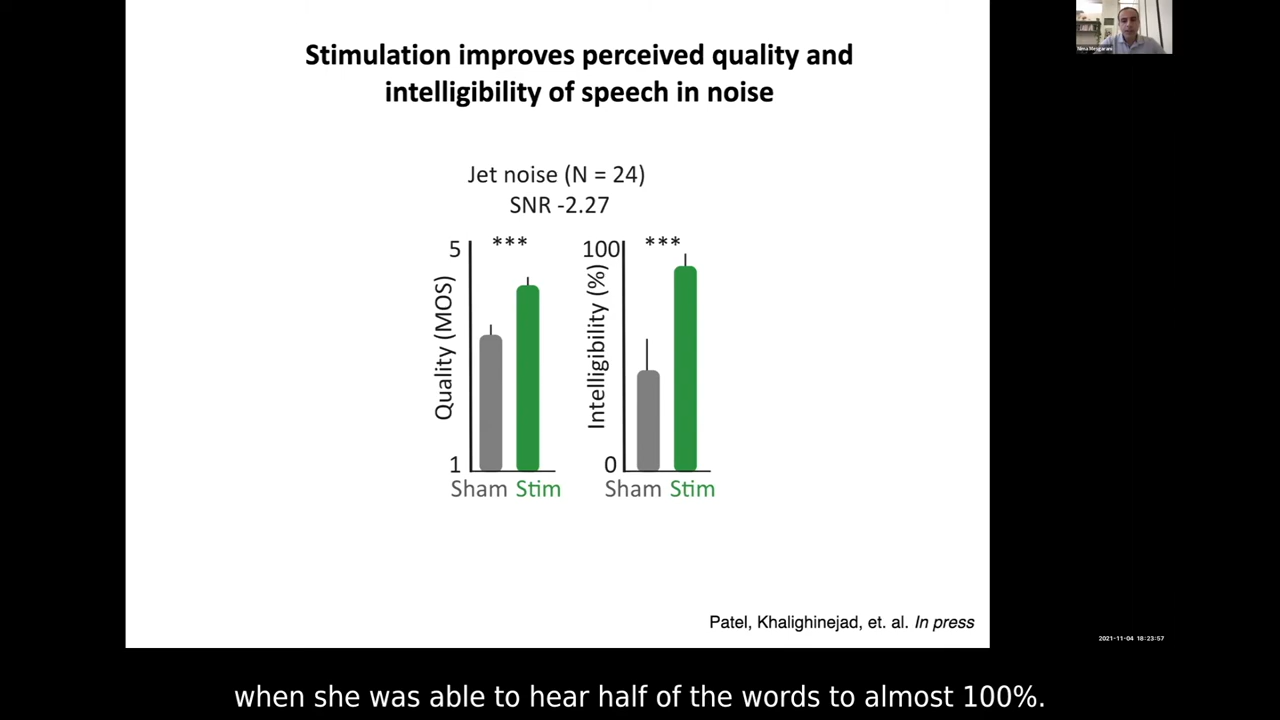 Stimulation improves perceived quality and
intelligibility of speech in noise
Jet noise (N = 24)
SNR -2.27
5
***
Quality (MOS)
1
Sham Stim
100
***
Intelligibility (%)
0
Sham Stim
Patel, Khalighinejad, et. al. In press
Nima Mesgarani
2021-11-04 18:23:57
when she was able to hear half of the words to almost 100%.